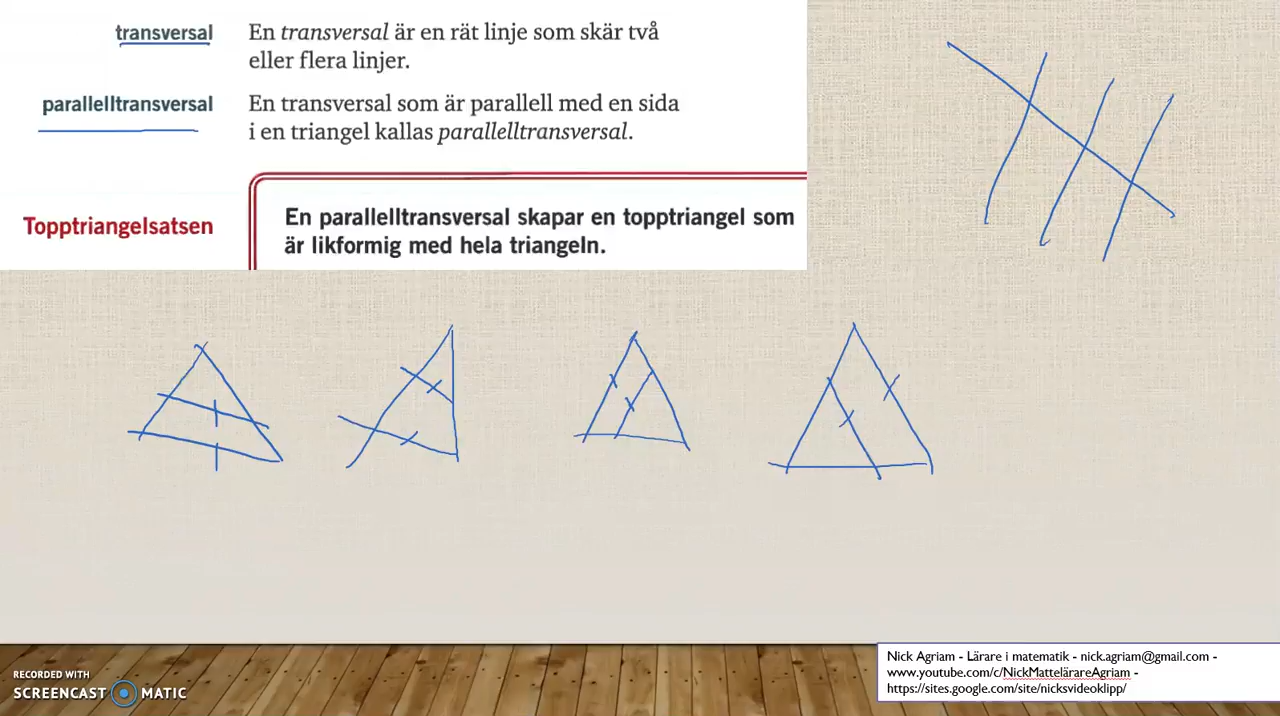 transversal
En transversal är en rät linje som skär två
eller flera linjer.
parallelltransversal
En transversal som är parallell med en sida
i en triangel kallas parallelltransversal.
Topptriangelsatsen
En parallelltransversal skapar en topptriangel som
är likformig med hela triangeln.
Nick Agriam - Lärare i matematik - nick.agriam@gmail.com -
www.youtube.com/c/NickMattelärareAgriam -
https://sites.google.com/site/nicksvideoklipp/
RECORDED WITH
SCREENCAST MATIC